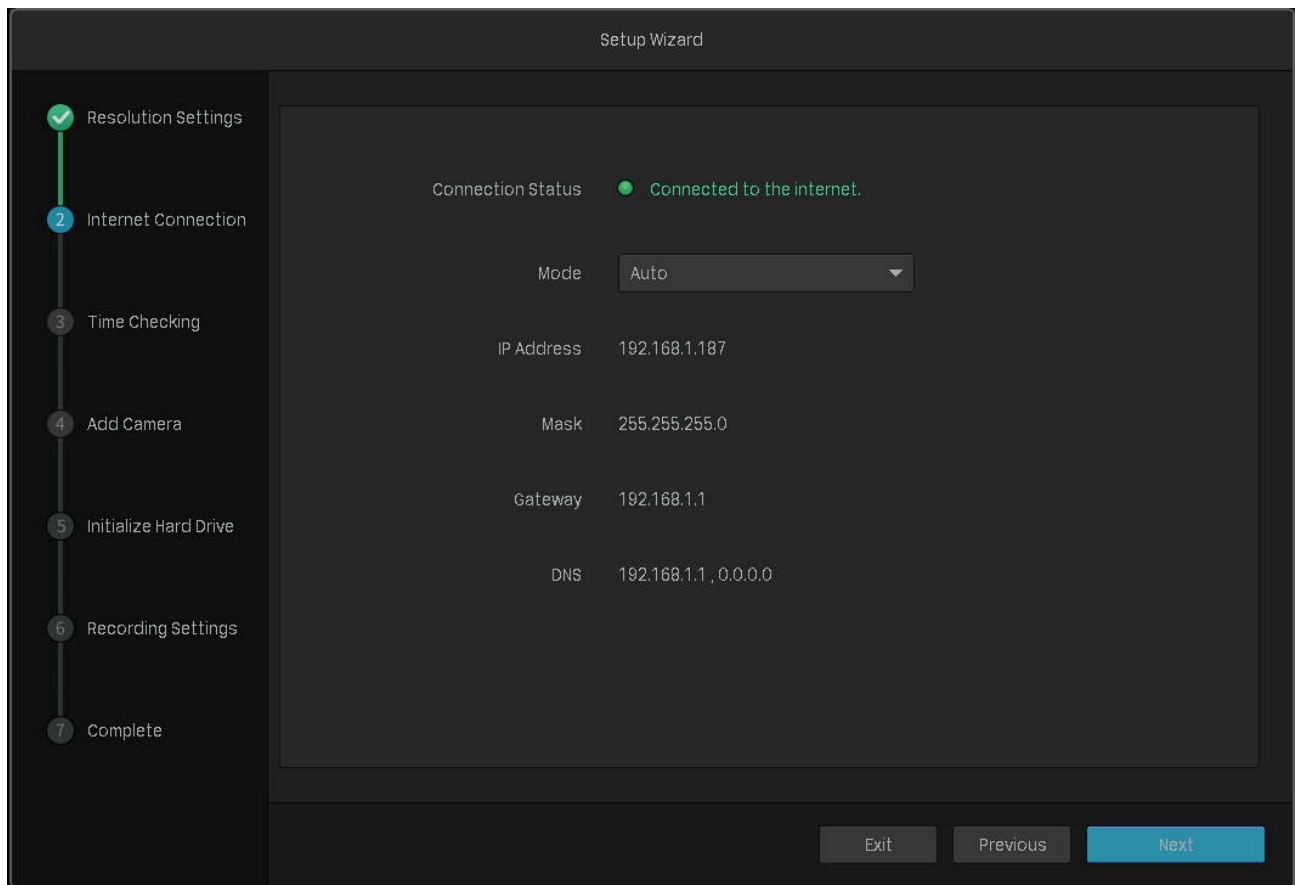 Setup Wizard
Resolution Settings
2 Internet Connection
3 Time Checking
4 Add Camera
5 Initialize Hard Drive
6 Recording Settings
7 Complete
Connection Status Connected to the internet.
Mode Auto
IP Address 192.168.1.187
Mask 255.255.255.0
Gateway 192.168.1.1
DNS 192.168.1.1 , 0.0.0.0
Exit Previous Next